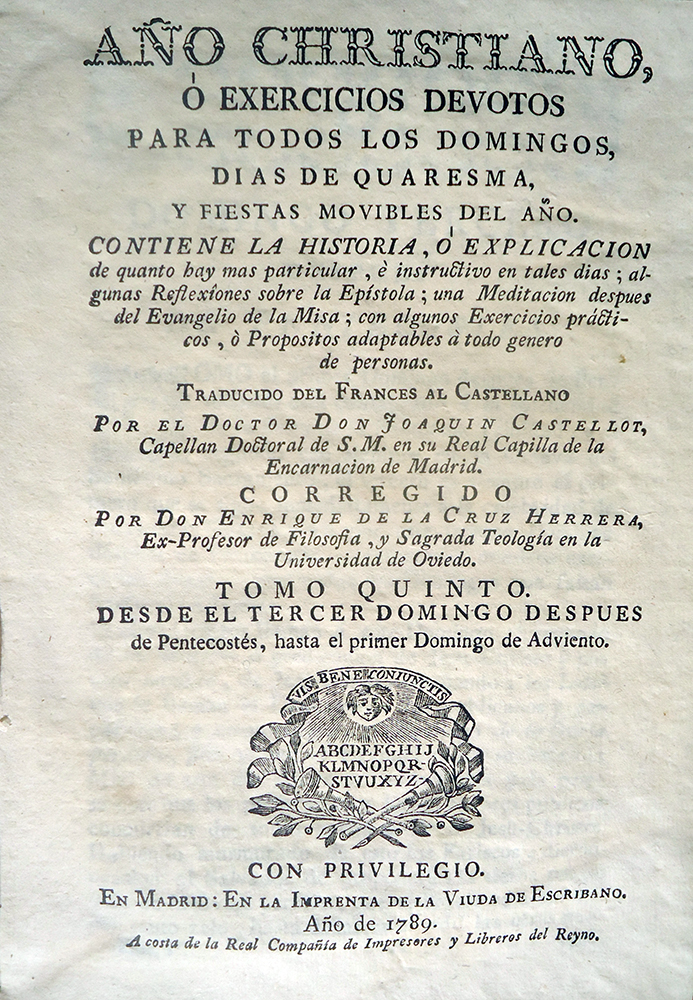 AÑO CHRISTIANO,
Ó EXERCICIOS DEVOTOS
PARA TODOS LOS DOMINGOS,
DIAS DE QUARESMA,
Y FIESTAS MOVIBLES DEL AÑO.
CONTIENE LA HISTORIA, Ó EXPLICACION
de quanto hay mas particular, è instructivo en tales dias; al-
gunas Reflexîones sobre la Epístola; una Meditacion despues
del Evangelio de la Misa; con algunos Exercicios prácti-
cos, ò Propositos adaptables à todo genero
de personas.
TRADUCIDO DEL FRANCES AL CASTELLANO
POR EL DOCTOR DON JOAQUIN CASTELLOT,
Capellan Doctoral de S. M. en su Real Capilla de la
Encarnacion de Madrid.
CORREGIDO
POR DON ENRIQUE DE LA CRUZ HERRERA,
Ex-Profesor de Filosofia, y Sagrada Teología en la
Universidad de Oviedo.
TOMO QUINTO.
DESDE EL TERCER DOMINGO DESPUES
de Pentecostés, hasta el primer Domingo de Adviento.
VIS BENE CONJUNCTIS
ABCDEFGHIJ
KLMNOPQR-
STVUXYZ-
CON PRIVILEGIO.
EN MADRID: EN LA IMPRENTA DE LA VIUDA DE ESCRIBANO.
Año de 1789.
A costa de la Real Compañía de Impresores y Libreros del Reyno.